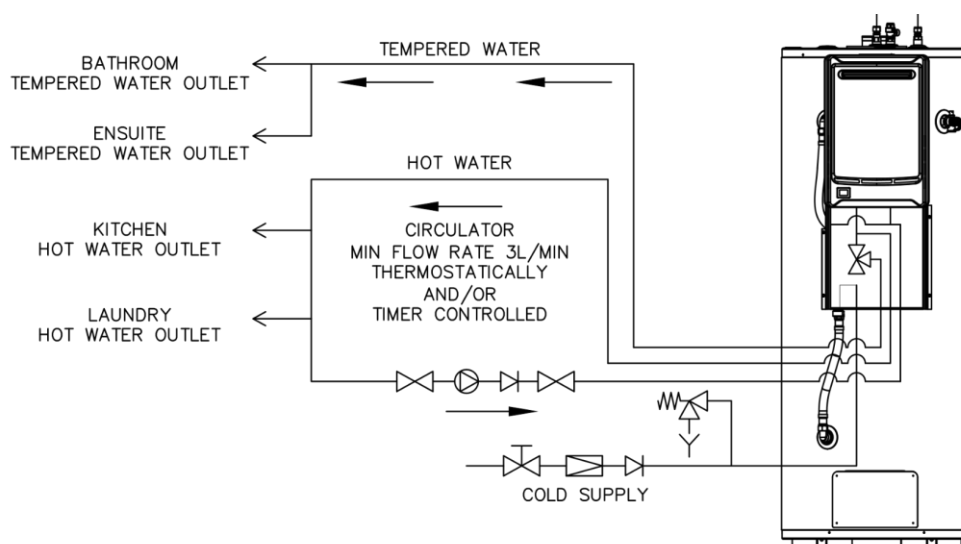 TEMPERED WATER
BATHROOM
TEMPERED WATER OUTLET
ENSUITE
TEMPERED WATER OUTLET
HOT WATER
KITCHEN
HOT WATER OUTLET
CIRCULATOR
MIN FLOW RATE 3L/MIN
THERMOSTATICALLY
AND/OR
TIMER CONTROLLED
LAUNDRY
HOT WATER OUTLET
COLD SUPPLY